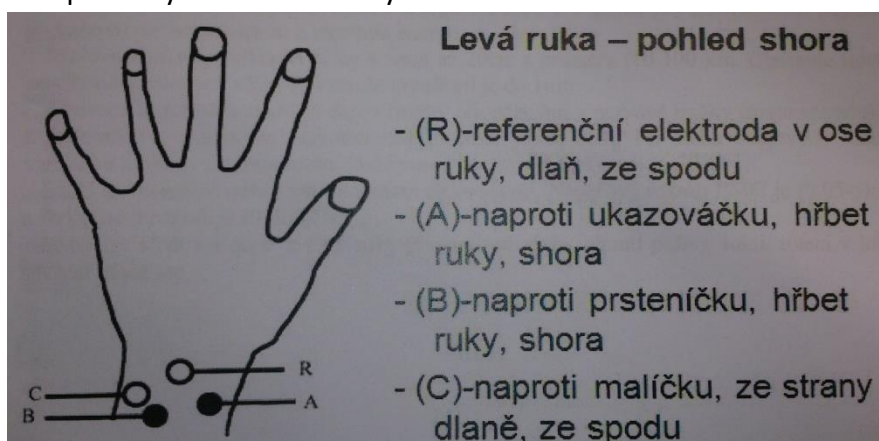 Levá ruka – pohled shora
- (R)-referenční elektroda v ose
ruky, dlaň, ze spodu
- (A)-naproti ukazováčku, hřbet
ruky, shora
- (B)-naproti prsteníčku, hřbet
ruky, shora
- (C)-naproti malíčku, ze strany
dlaně, ze spodu
R
C
A
B